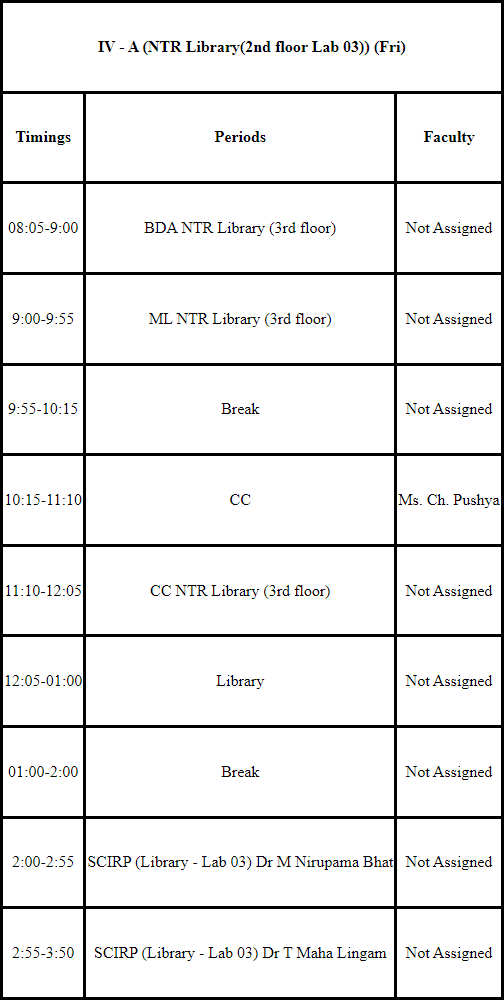 IV - A (NTR Library(2nd floor Lab 03)) (Fri)
Timings Periods Faculty
08:05-9:00 BDA NTR Library (3rd floor) Not Assigned
9:00-9:55 ML NTR Library (3rd floor) Not Assigned
9:55-10:15 Break Not Assigned
10:15-11:10 CC Ms. Ch. Pushya
11:10-12:05 CC NTR Library (3rd floor) Not Assigned
12:05-01:00 Library Not Assigned
01:00-2:00 Break Not Assigned
2:00-2:55 SCIRP (Library - Lab 03) Dr M Nirupama Bhat Not Assigned
2:55-3:50 SCIRP (Library - Lab 03) Dr T Maha Lingam Not Assigned